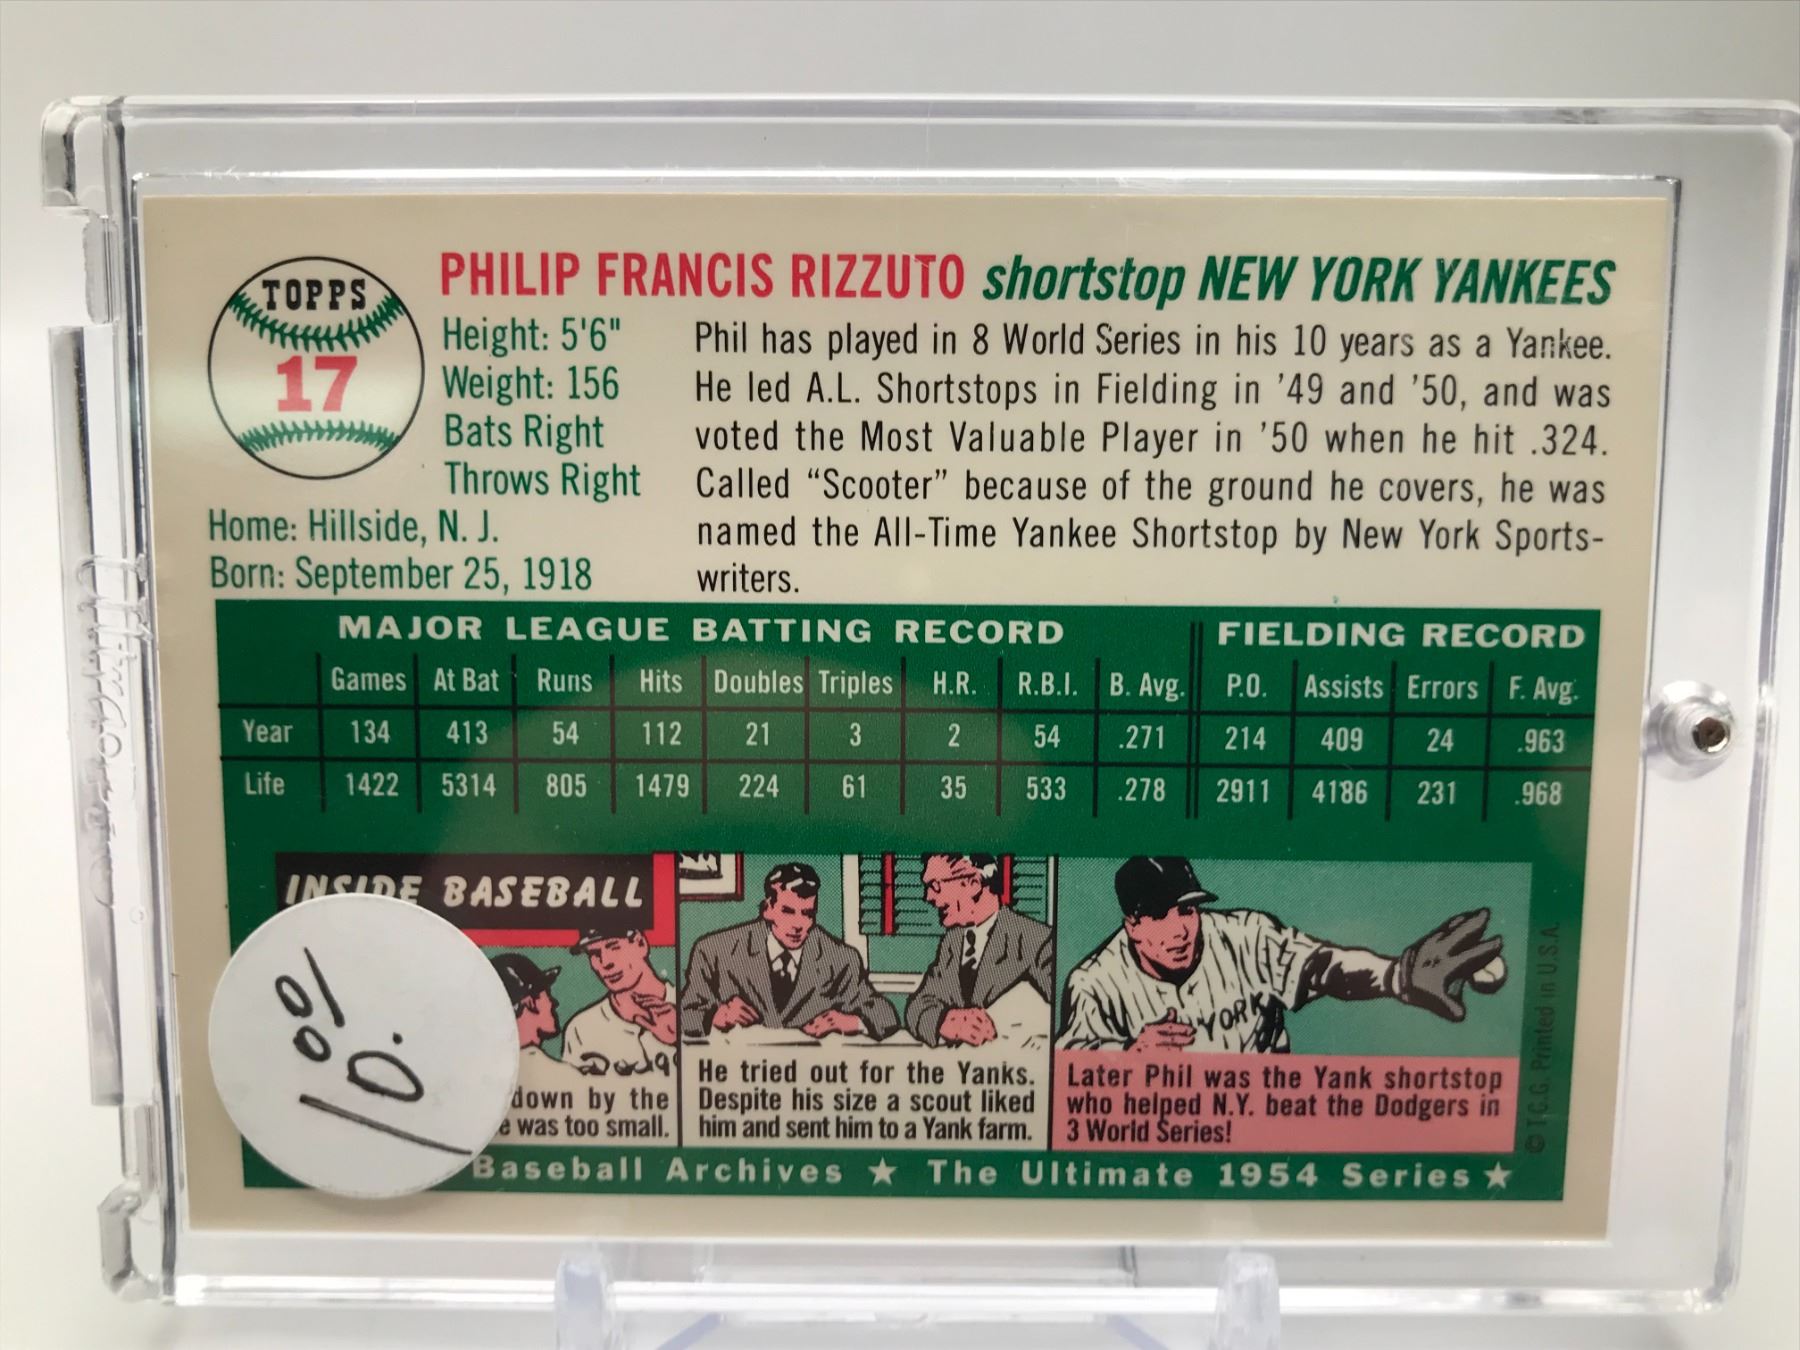 TOPPS
17
PHILIP FRANCIS RIZZUTO shortstop NEW YORK YANKEES
Height: 5'6"
Weight: 156
Bats Right
Throws Right
Home: Hillside, N. J.
Born: September 25, 1918
Phil has played in 8 World Series in his 10 years as a Yankee.
He led A.L. Shortstops in Fielding in '49 and '50, and was
voted the Most Valuable Player in '50 when he hit .324.
Called “Scooter” because of the ground he covers, he was
named the All-Time Yankee Shortstop by New York Sports-
writers.
MAJOR LEAGUE BATTING RECORD FIELDING RECORD
Games At Bat Runs Hits Doubles Triples H.R. R.B.I. B. Avg. P.O. Assists Errors F. Avg.
Year 134 413 54 112 21 3 2 54 .271 214 409 24 .963
Life 1422 5314 805 1479 224 61 35 533 .278 2911 4186 231 .968
INSIDE BASEBALL
down by the
was too small.
He tried out for the Yanks.
Despite his size a scout liked
him and sent him to a Yank farm.
YORK
Later Phil was the Yank shortstop
who helped N.Y. beat the Dodgers in
3 World Series!
Baseball Archives ★ The Ultimate 1954 Series ★
© T.C.G. Printed in U.S.A.
10.